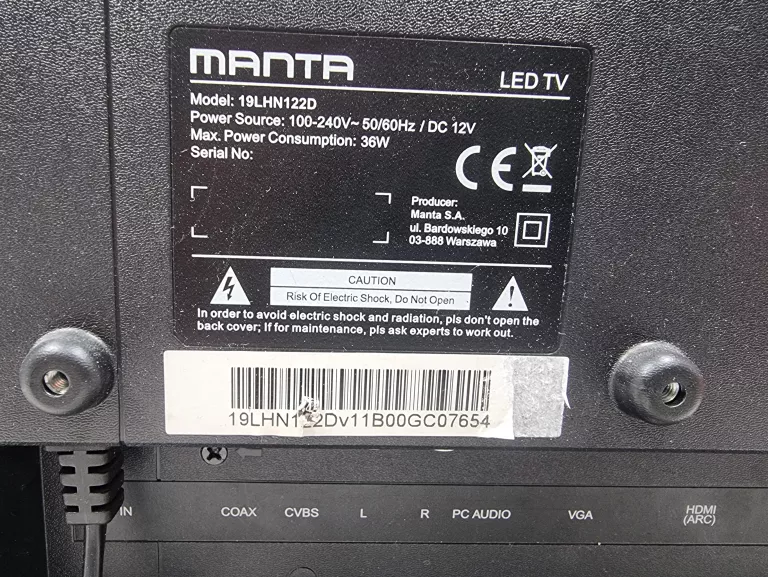 MANTA
LED TV
Model: 19LHN122D
Power Source: 100-240V~ 50/60Hz / DC 12V
Max. Power Consumption: 36W
Serial No:
CE
Producer:
Manta S.A.
ul. Bardowskiego 10
03-888 Warszawa
CAUTION
Risk Of Electric Shock, Do Not Open
In order to avoid electric shock and radiation, pls don't open the
back cover; If for maintenance, pls ask experts to work out.
19LHN122Dv11B00GC07654
IN COAX CVBS L R PC AUDIO VGA HDMI
(ARC)